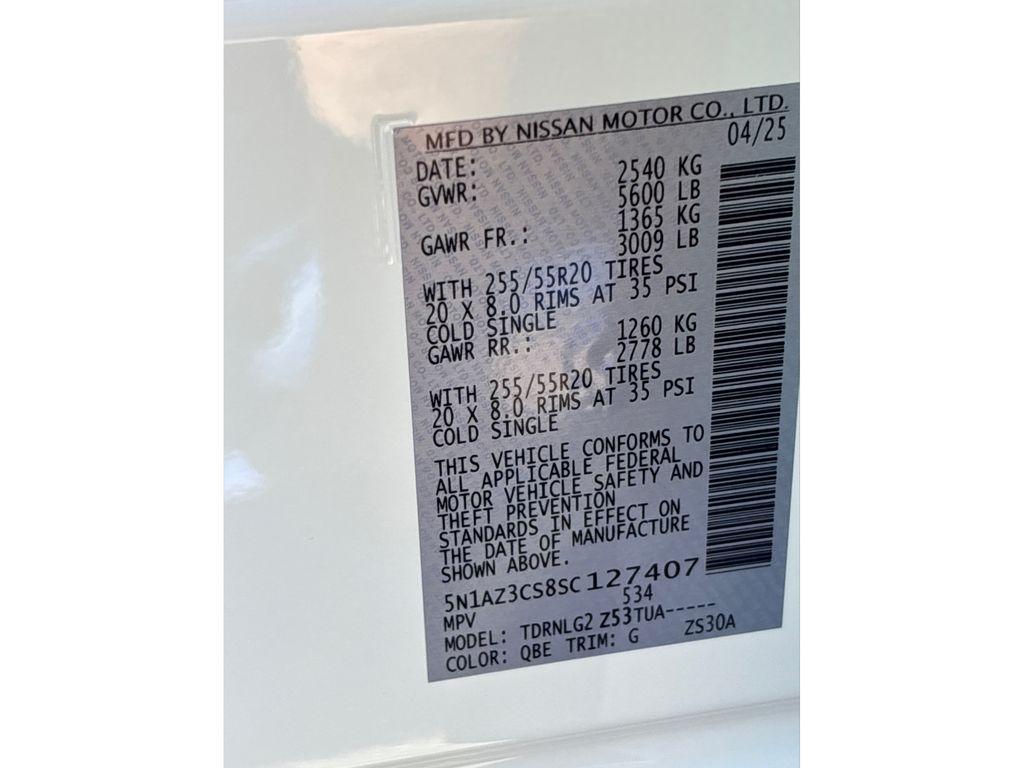 MFD BY NISSAN MOTOR CO., LTD.
DATE: 04/25
GVWR: 2540 KG
5600 LB
GAWR FR.: 1365 KG
3009 LB
WITH 255/55R20 TIRES
20 X 8.0 RIMS AT 35 PSI
COLD SINGLE
GAWR RR.: 1260 KG
2778 LB
WITH 255/55R20 TIRES
20 X 8.0 RIMS AT 35 PSI
COLD SINGLE
THIS VEHICLE CONFORMS TO
ALL APPLICABLE FEDERAL
MOTOR VEHICLE SAFETY AND
THEFT PREVENTION
STANDARDS IN EFFECT ON
THE DATE OF MANUFACTURE
SHOWN ABOVE.
5N1AZ3CS8SC127407
MPV 534
MODEL: TDRNLG2 Z53TUA-----
COLOR: QBE TRIM: G ZS30A